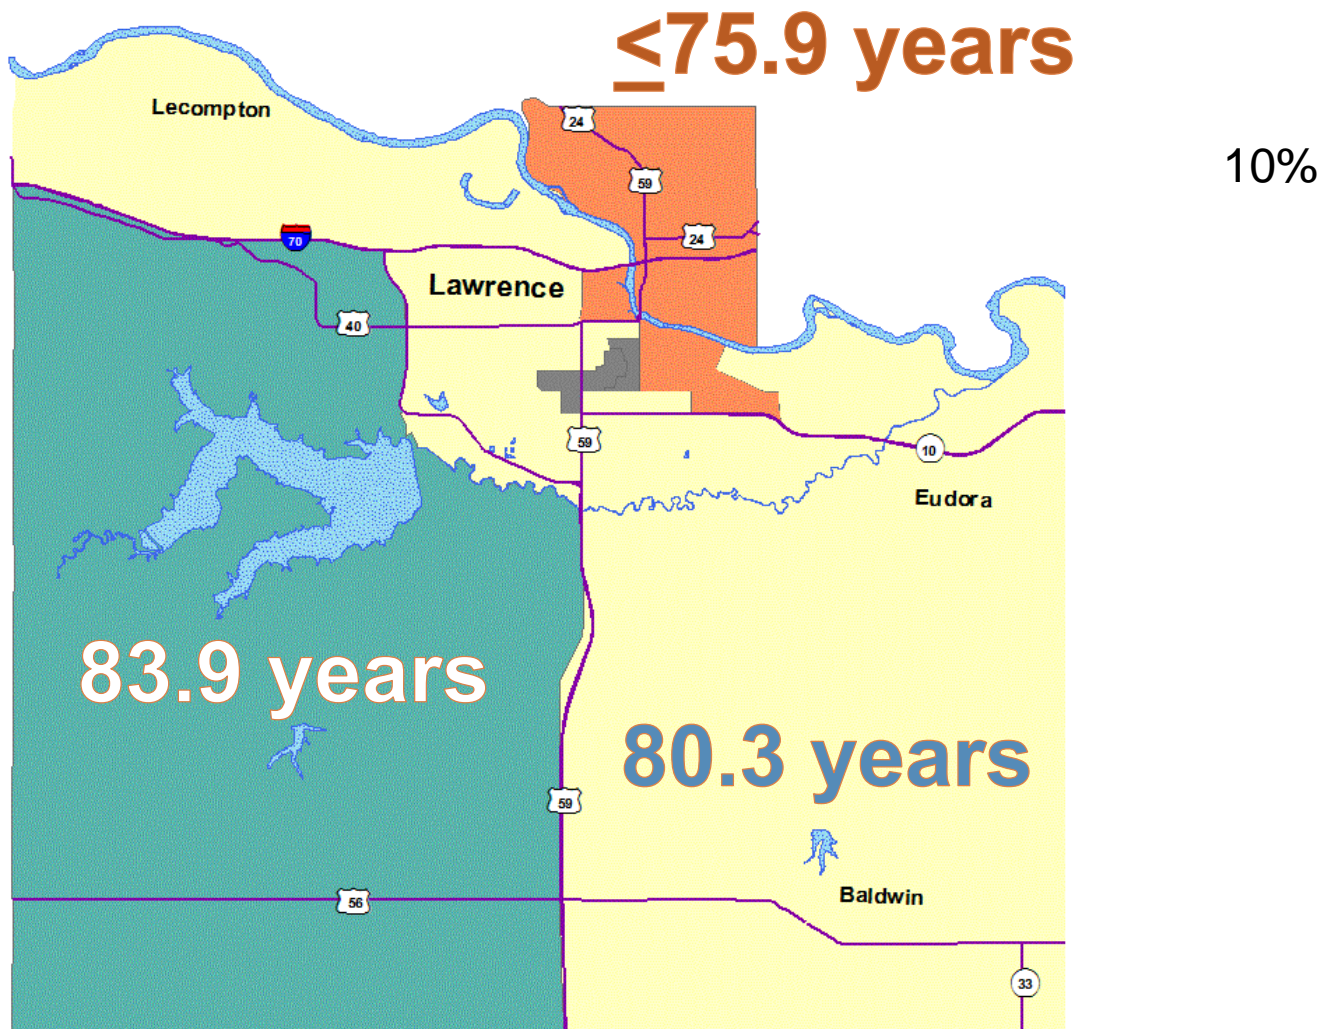 ≤75.9 years
Lecompton
24
10%
59
70
24
Lawrence
40
59
10
Eudora
83.9 years
80.3 years
59
Baldwin
56
33